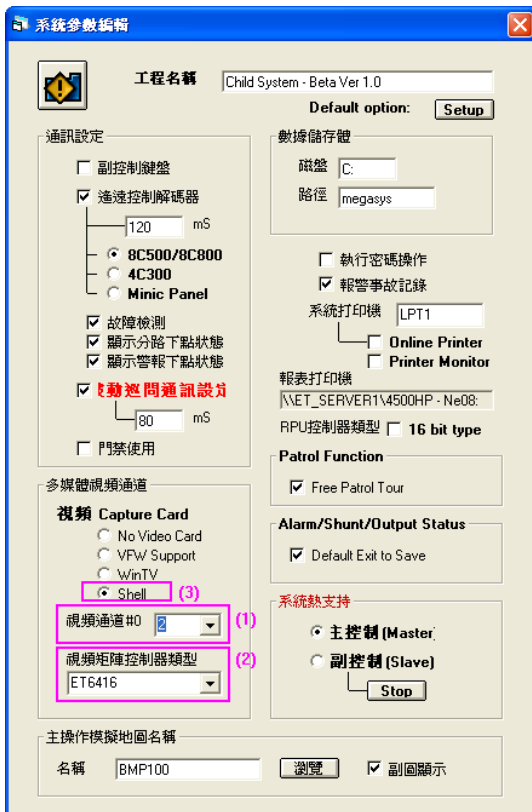 系統參數編輯
工程名稱 Child System - Beta Ver 1.0
Default option: Setup
通訊設定
副控制鍵盤
遙遠控制解碼器
120 mS
8C500/8C800
4C300
Minic Panel
故障檢測
顯示分路下點狀態
顯示警報下點狀態
動巡問通訊設定
80 mS
門禁使用
數據儲存體
磁盤 C:
路徑 megasys
執行密碼操作
報警事故記錄
系統打印機 LPT1
Online Printer
Printer Monitor
報表打印機
\\ET_SERVER1\4500HP - Ne08:
RPU控制器類型 16 bit type
Patrol Function
Free Patrol Tour
多媒體視頻通道
視頻 Capture Card
No Video Card
VFW Support
WinTV
Shell (3)
視頻通道#0 2 (1)
視頻矩陣控制器類型 (2)
ET6416
Alarm/Shunt/Output Status
Default Exit to Save
系統熱支持
主控制 (Master)
副控制 (Slave)
Stop
主操作模擬地圖名稱
名稱 BMP100 瀏覽 副圖顯示